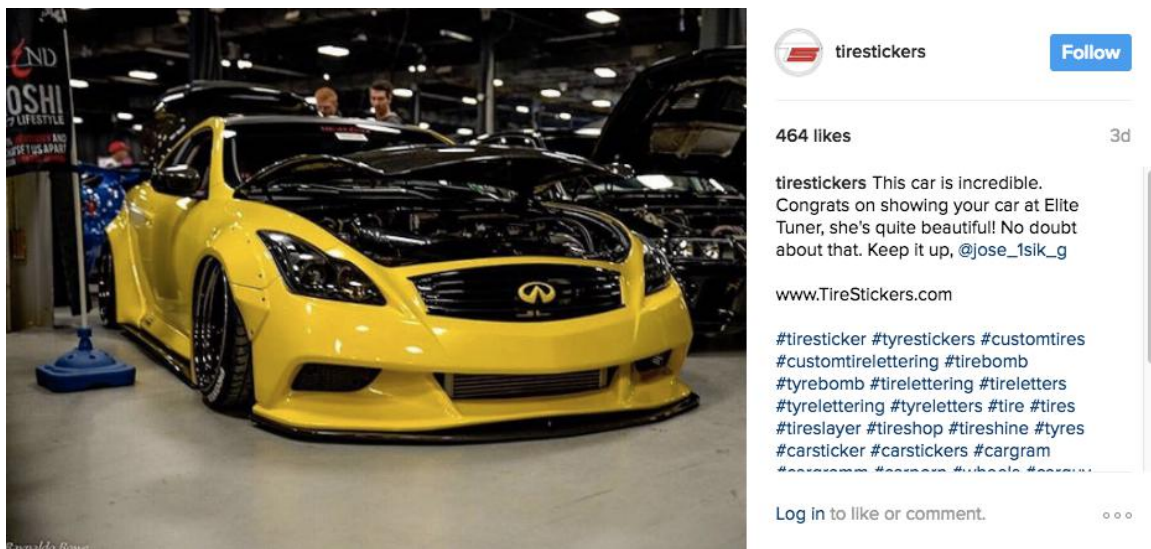 ND
OSHI
LIFESTYLE
tirestickers
Follow
464 likes
3d
tirestickers This car is incredible.
Congrats on showing your car at Elite
Tuner, she's quite beautiful! No doubt
about that. Keep it up, @jose_1sik_g
www.TireStickers.com
#tiresticker #tyrestickers #customtires
#customtirelettering #tirebomb
#tyrebomb #tirelettering #tireletters
#tyrelettering #tyreletters #tire #tires
#tireslayer #tireshop #tireshine #tyres
#carsticker #carstickers #cargram
Log in to like or comment.